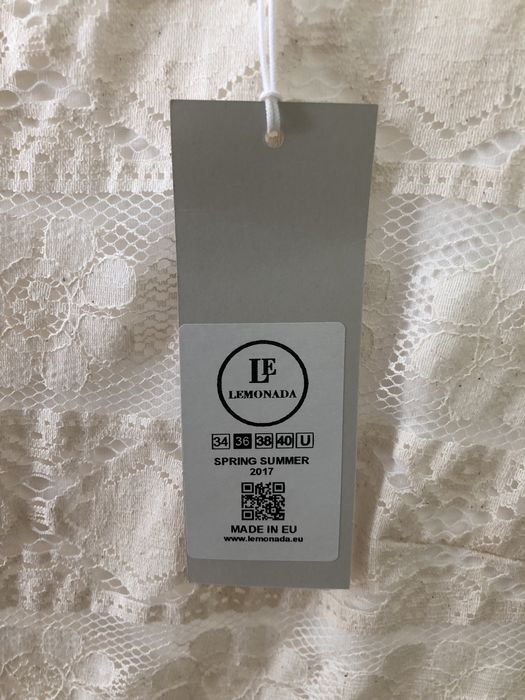 LE
LEMONADA
34 36 38 40 U
SPRING SUMMER
2017
MADE IN EU
www.lemonada.eu